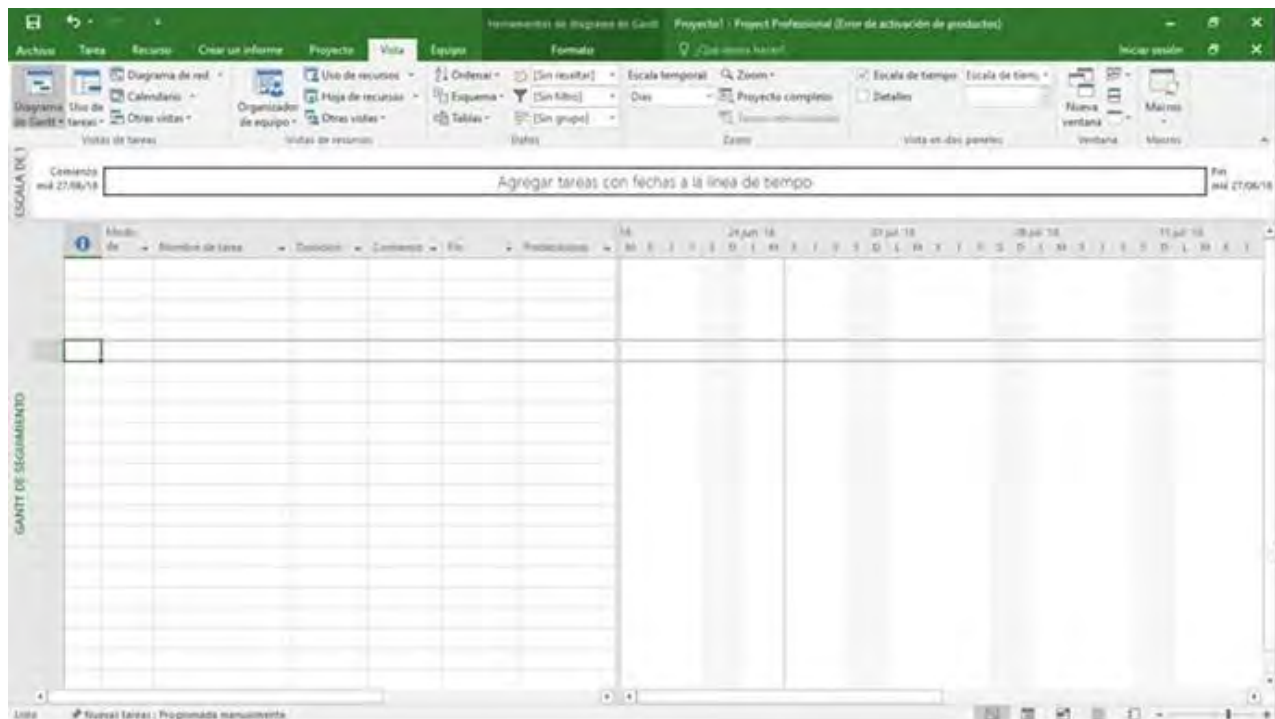 Herramientas de diagrama de Gantt Proyecto1 - Project Professional (Error de activación de productos)
Archivo Tarea Recurso Crear un informe Proyecto Vista Equipo Formato ¿Qué desea hacer? Iniciar sesión
Diagrama de Gantt
Uso de tareas
Diagrama de red
Calendario
Otras vistas
Vistas de tareas
Organizador de equipo
Uso de recursos
Hoja de recursos
Otras vistas
Vistas de recursos
Ordenar
Esquema
Tablas
[Sin resaltar]
[Sin filtro]
[Sin grupo]
Datos
Escala temporal
Días
Zoom
Proyecto completo
Zoom
Escala de tiempo Escala de tiem
Detalles
Vista en dos paneles
Nueva ventana
Ventana
Macros
Macros
ESCALA DE T
Comienzo
mié 27/06/18
Agregar tareas con fechas a la línea de tiempo
Fin
mié 27/06/18
Modo de
Nombre de tarea
Duración
Comienzo
Fin
Predecesoras
24 jun '18
01 jul '18
08 jul '18
15 jul '18
GANTT DE SEGUIMIENTO
Listo Nuevas tareas : Programada manualmente